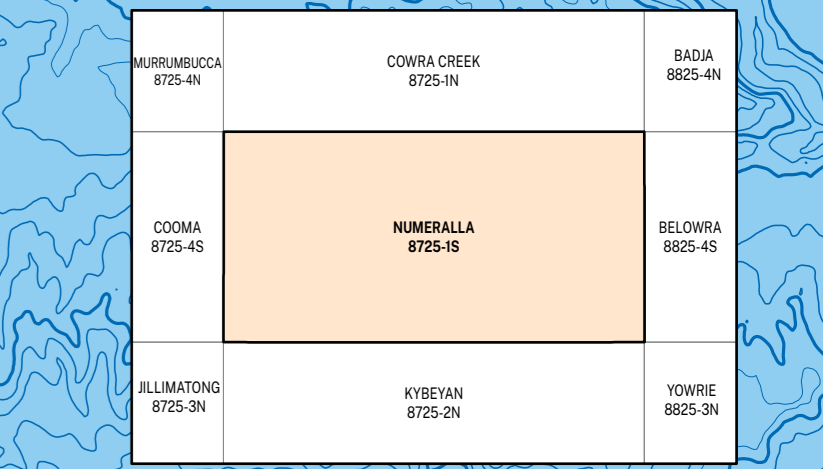 MURRUMBUCCA
8725-4N
COWRA CREEK
8725-1N
BADJA
8825-4N
COOMA
8725-4S
NUMERALLA
8725-1S
BELOWRA
8825-4S
JILLIMATONG
8725-3N
KYBEYAN
8725-2N
YOWRIE
8825-3N